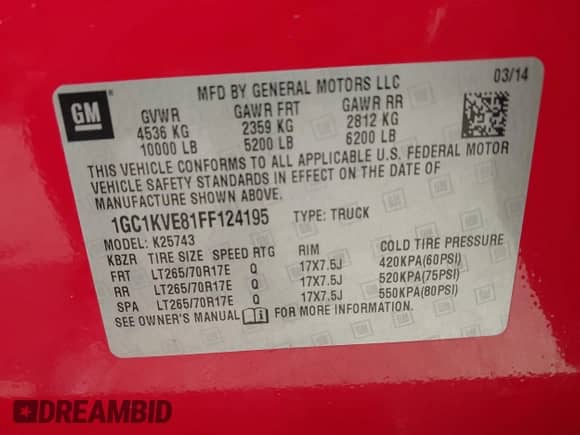 GM
MFD BY GENERAL MOTORS LLC 03/14
GVWR GAWR FRT GAWR RR
4536 KG 2359 KG 2812 KG
10000 LB 5200 LB 6200 LB
THIS VEHICLE CONFORMS TO ALL APPLICABLE U.S. FEDERAL MOTOR
VEHICLE SAFETY STANDARDS IN EFFECT ON THE DATE OF
MANUFACTURE SHOWN ABOVE.
1GC1KVE81FF124195 TYPE: TRUCK
MODEL: K25743
KBZR TIRE SIZE SPEED RTG RIM COLD TIRE PRESSURE
FRT LT265/70R17E Q 17X7.5J 420KPA(60PSI)
RR LT265/70R17E Q 17X7.5J 520KPA(75PSI)
SPA LT265/70R17E Q 17X7.5J 550KPA(80PSI)
SEE OWNER'S MANUAL i FOR MORE INFORMATION.
DREAMBID